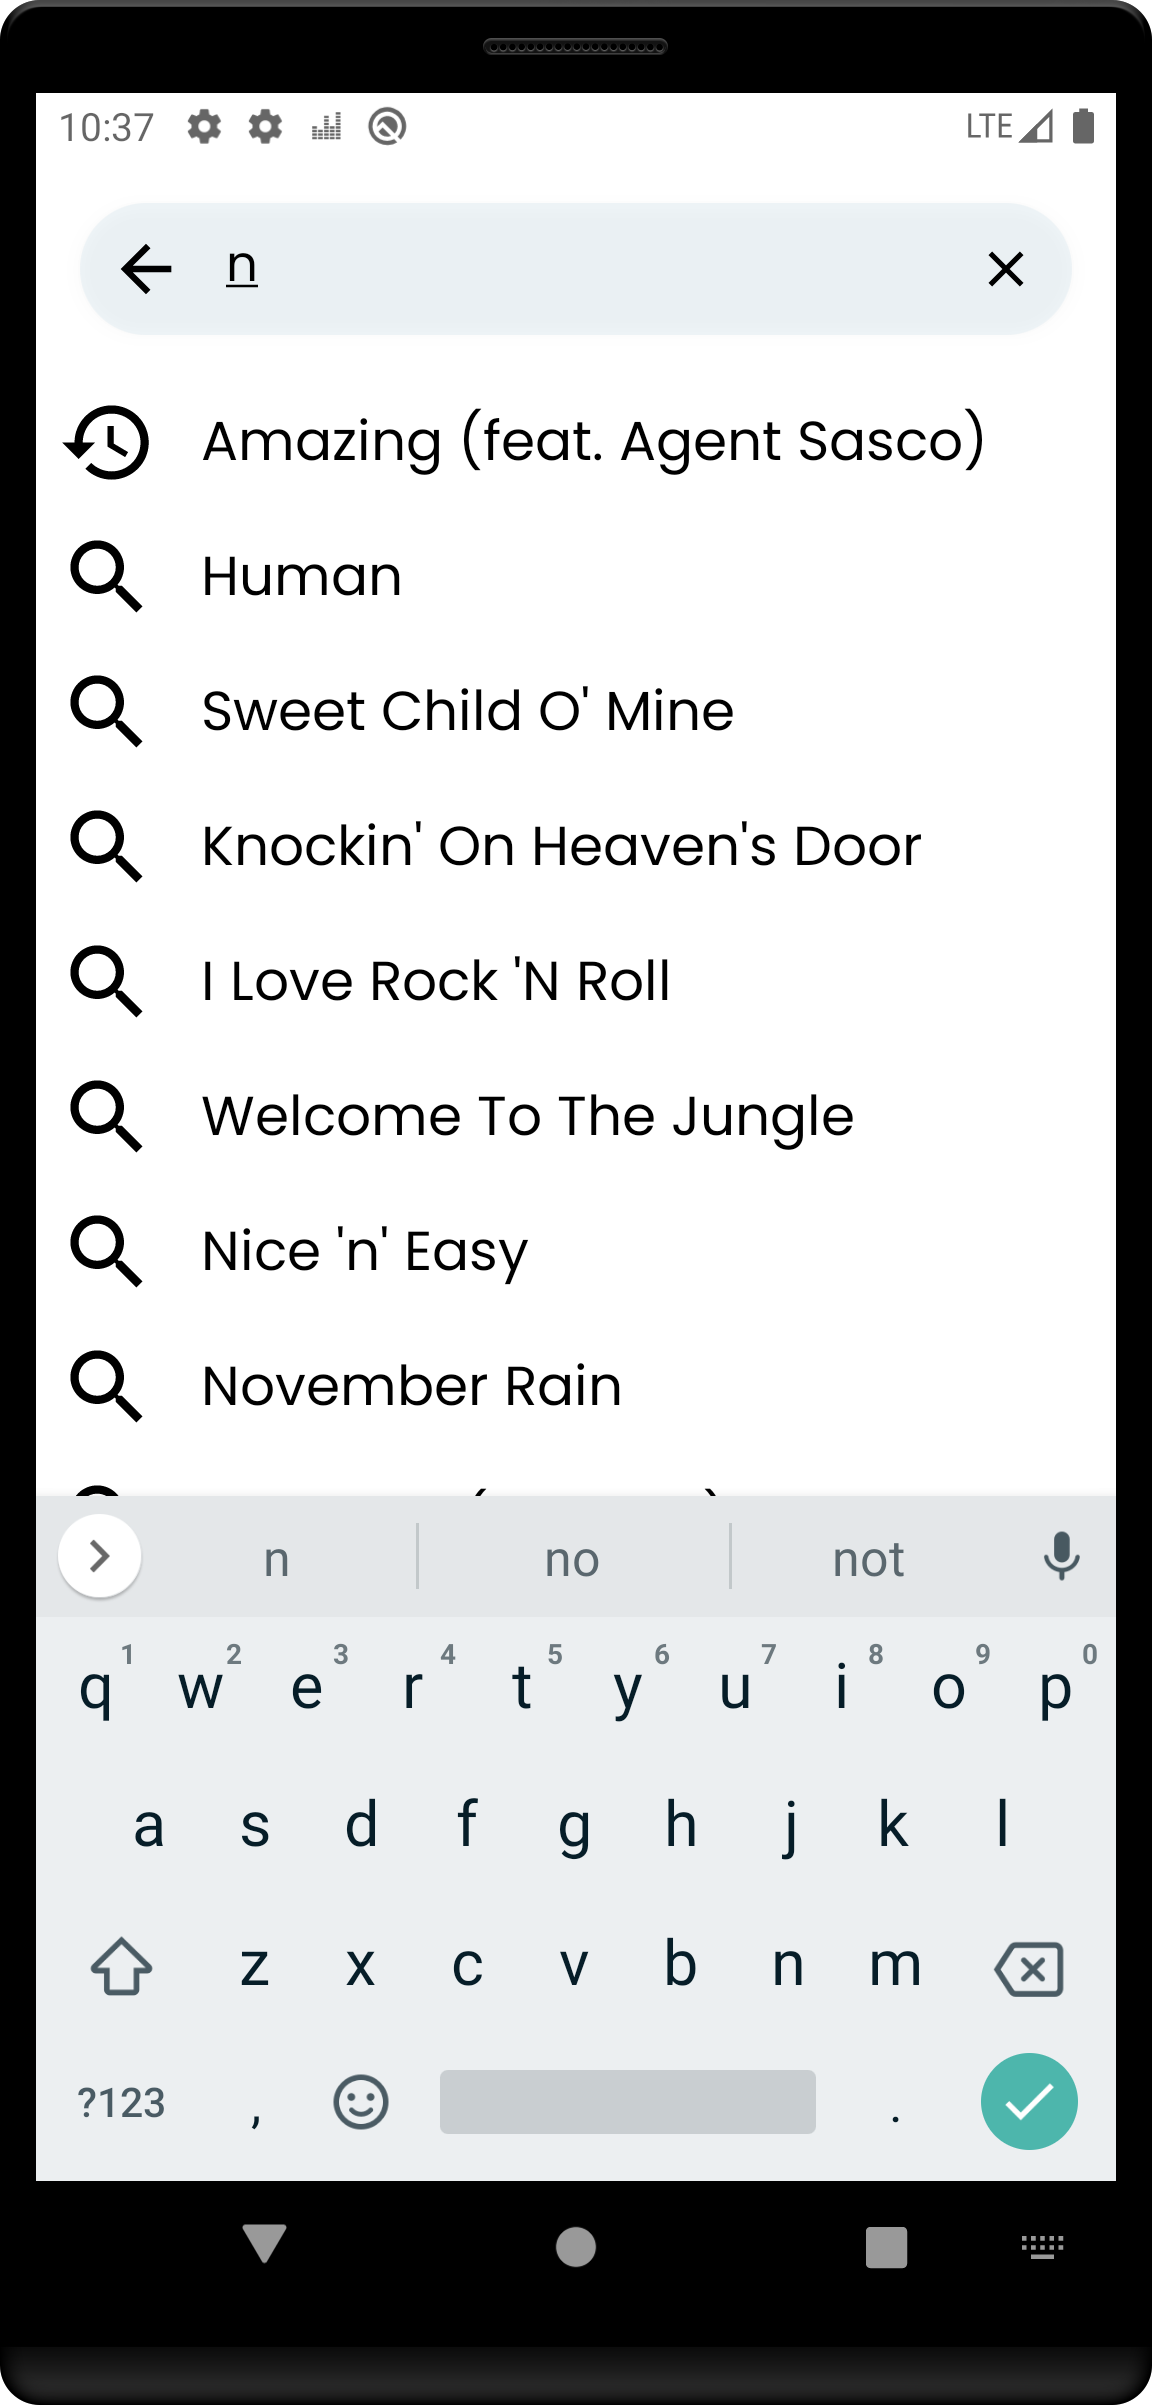 10:37 LTE
n
Amazing (feat. Agent Sasco)
Human
Sweet Child O' Mine
Knockin' On Heaven's Door
I Love Rock 'N Roll
Welcome To The Jungle
Nice 'n' Easy
November Rain
n no not
1 2 3 4 5 6 7 8 9 0
q w e r t y u i o p
a s d f g h j k l
z x c v b n m
?123 , .